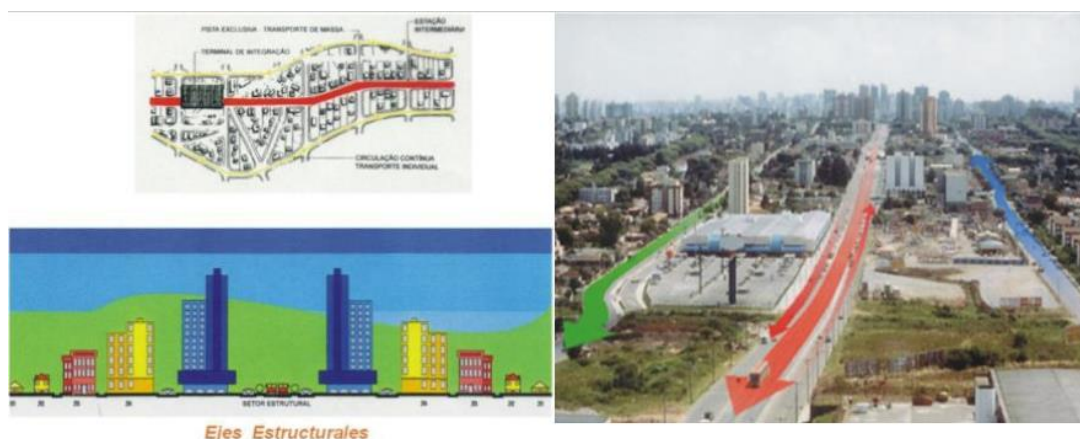 PISTA EXCLUSIVA - TRANSPORTE DE MASSA
ESTAÇÃO
INTERMEDIÁRIA
TERMINAL DE INTEGRAÇÃO
CIRCULAÇÃO CONTÍNUA
TRANSPORTE INDIVIDUAL
SETOR ESTRUTURAL
Ejes Estructurales